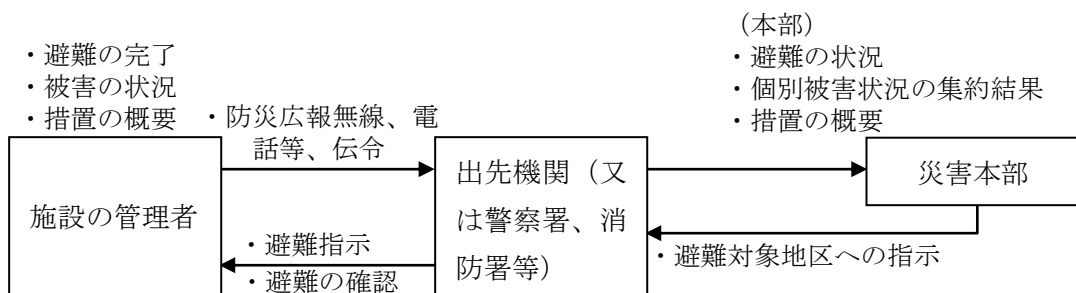 （本部）
・避難の状況
・個別被害状況の集約結果
・措置の概要
・避難の完了
・被害の状況
・措置の概要
・防災広報無線、電
話等、伝令
施設の管理者
出先機関（又
は警察署、消
防署等）
災害本部
・避難指示
・避難の確認
・避難対象地区への指示